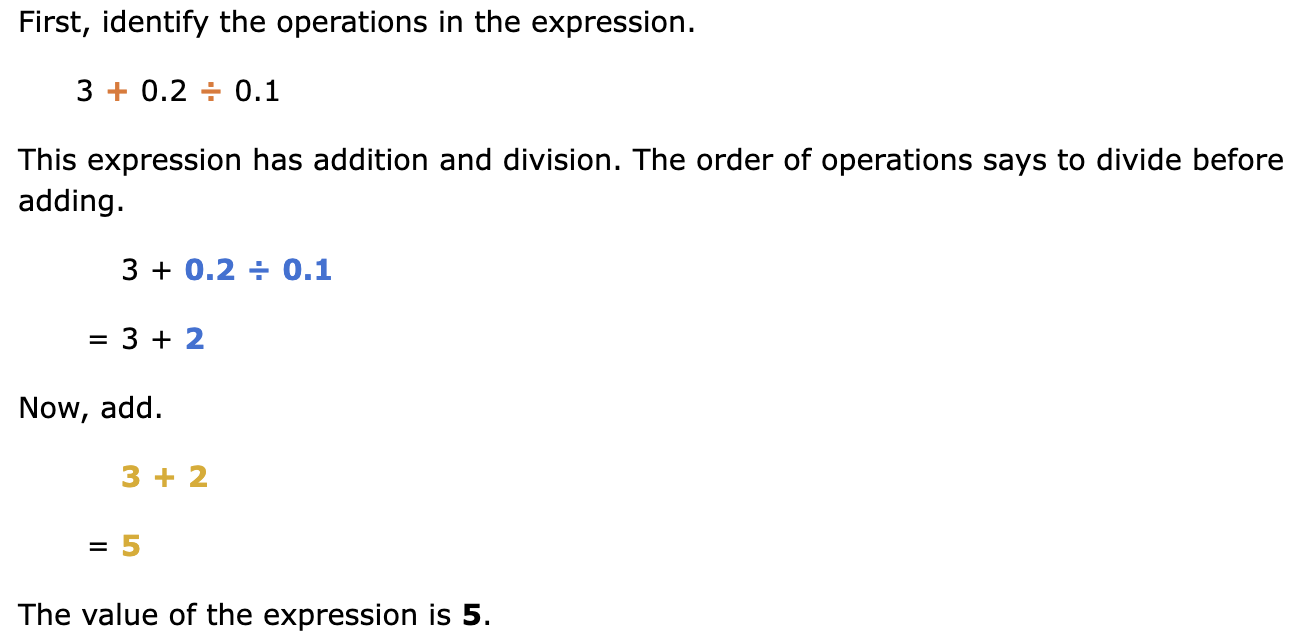 First, identify the operations in the expression.
3 + 0.2 ÷ 0.1
This expression has addition and division. The order of operations says to divide before
adding.
3 + 0.2 ÷ 0.1
= 3 + 2
Now, add.
3 + 2
= 5
The value of the expression is 5.